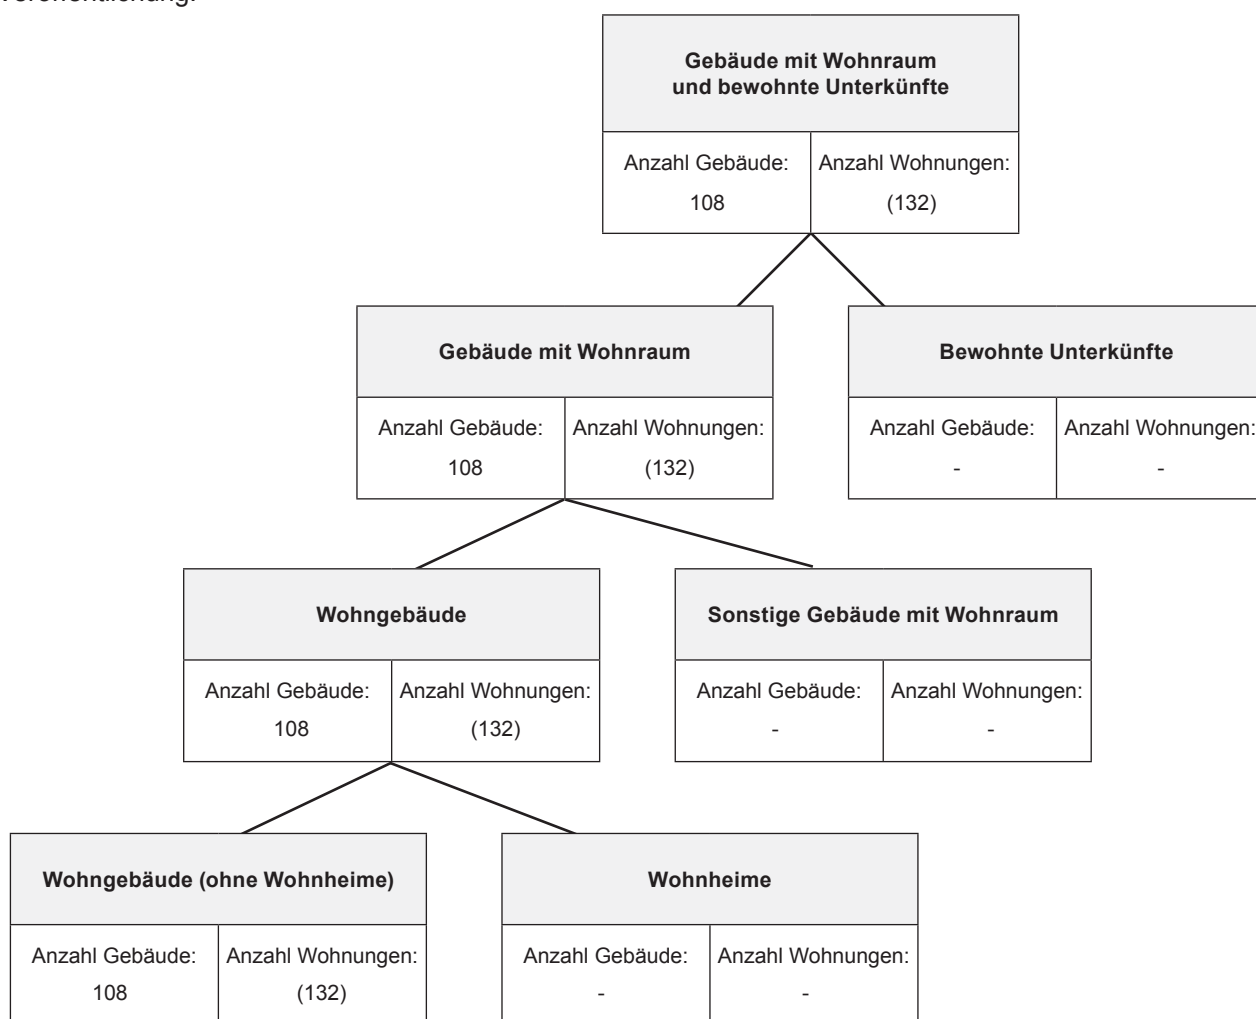 Veröffentlichung.
Gebäude mit Wohnraum
und bewohnte Unterkünfte
Anzahl Gebäude: Anzahl Wohnungen:
108 (132)
Gebäude mit Wohnraum Bewohnte Unterkünfte
Anzahl Gebäude: Anzahl Wohnungen: Anzahl Gebäude: Anzahl Wohnungen:
108 (132) - -
Wohngebäude Sonstige Gebäude mit Wohnraum
Anzahl Gebäude: Anzahl Wohnungen: Anzahl Gebäude: Anzahl Wohnungen:
108 (132) - -
Wohngebäude (ohne Wohnheime) Wohnheime
Anzahl Gebäude: Anzahl Wohnungen: Anzahl Gebäude: Anzahl Wohnungen:
108 (132) - -